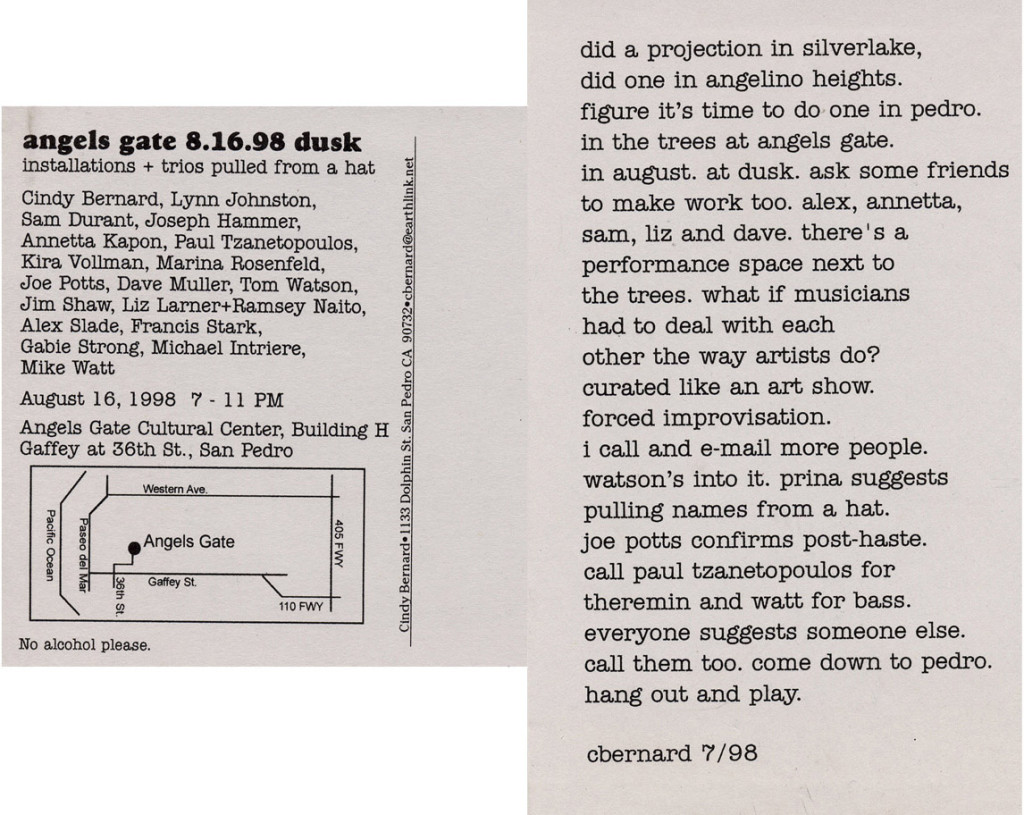 angels gate 8.16.98 dusk
installations + trios pulled from a hat
Cindy Bernard, Lynn Johnston,
Sam Durant, Joseph Hammer,
Annetta Kapon, Paul Tzanetopoulos,
Kira Vollman, Marina Rosenfeld,
Joe Potts, Dave Muller, Tom Watson,
Jim Shaw, Liz Larner+Ramsey Naito,
Alex Slade, Francis Stark,
Gabie Strong, Michael Intriere,
Mike Watt
August 16, 1998 7 - 11 PM
Angels Gate Cultural Center, Building H
Gaffey at 36th St., San Pedro
Western Ave.
Pacific Ocean
Paseo del Mar
Angels Gate
405 FWY
36th St.
Gaffey St.
110 FWY
No alcohol please.
Cindy Bernard•1133 Dolphin St. San Pedro CA 90732•cbernard@earthlink.net
did a projection in silverlake,
did one in angelino heights.
figure it's time to do one in pedro.
in the trees at angels gate.
in august. at dusk. ask some friends
to make work too. alex, annetta,
sam, liz and dave. there's a
performance space next to
the trees. what if musicians
had to deal with each
other the way artists do?
curated like an art show.
forced improvisation.
i call and e-mail more people.
watson's into it. prina suggests
pulling names from a hat.
joe potts confirms post-haste.
call paul tzanetopoulos for
theremin and watt for bass.
everyone suggests someone else.
call them too. come down to pedro.
hang out and play.
cbernard 7/98